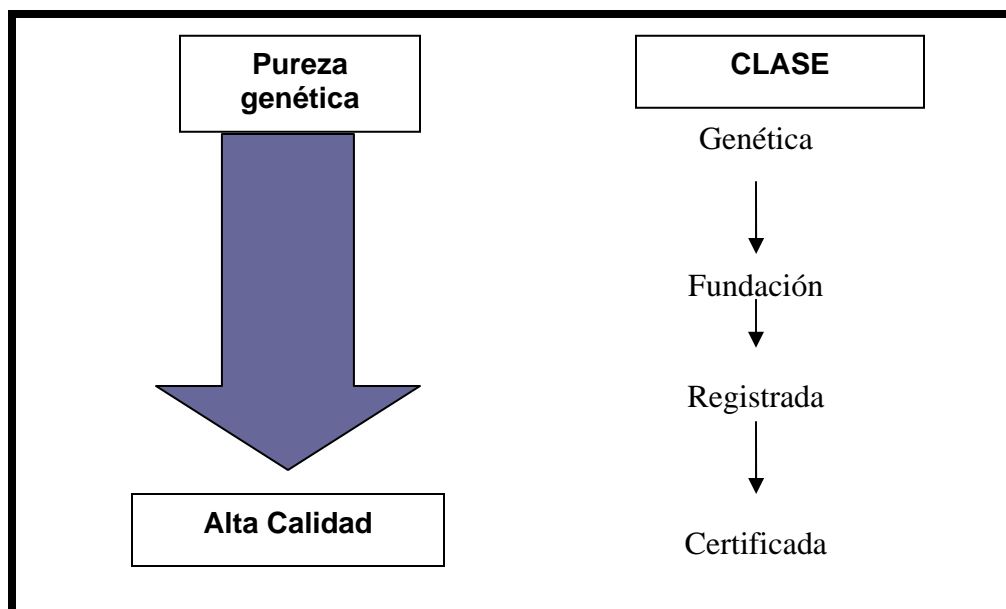 Pureza
genética
CLASE
Genética
Fundación
Registrada
Alta Calidad
Certificada